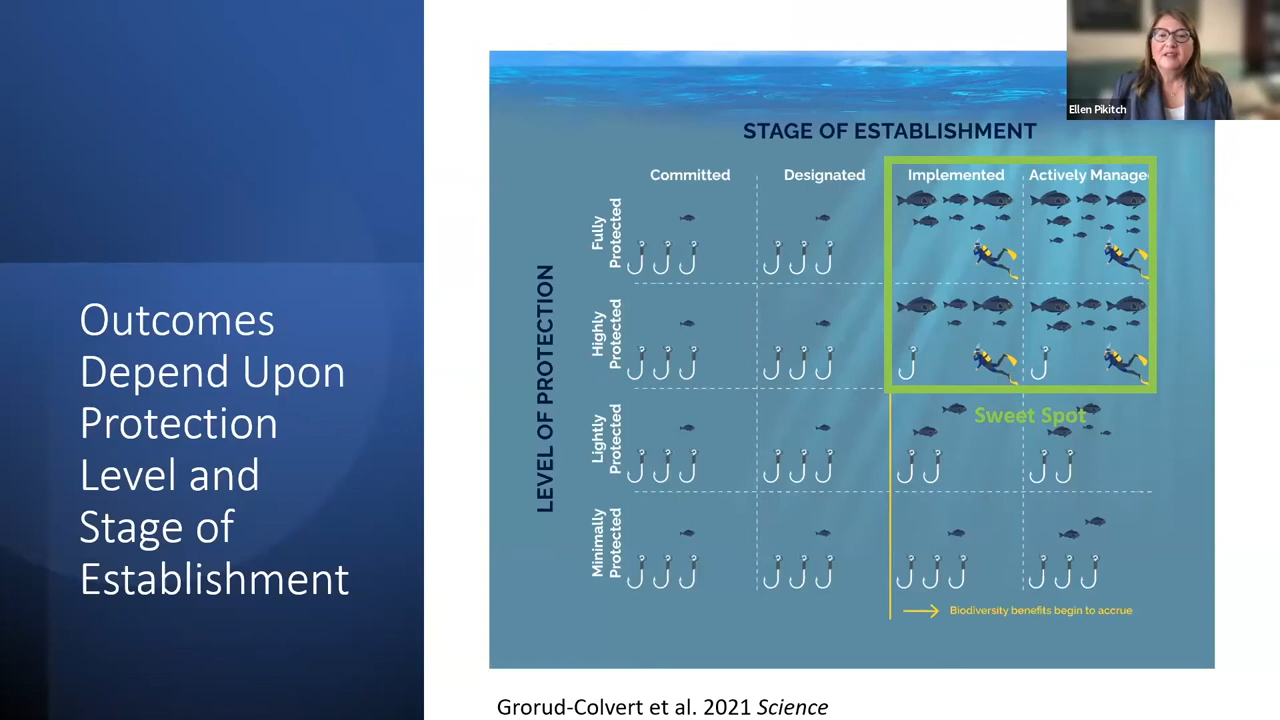 Ellen Pikitch
STAGE OF ESTABLISHMENT
Committed
Designated
Implemented
Actively Manage
LEVEL OF PROTECTION
Fully
Protected
Highly
Protected
Lightly
Protected
Minimally
Protected
Sweet Spot
Biodiversity benefits begin to accrue
Outcomes
Depend Upon
Protection
Level and
Stage of
Establishment
Grorud-Colvert et al. 2021 Science